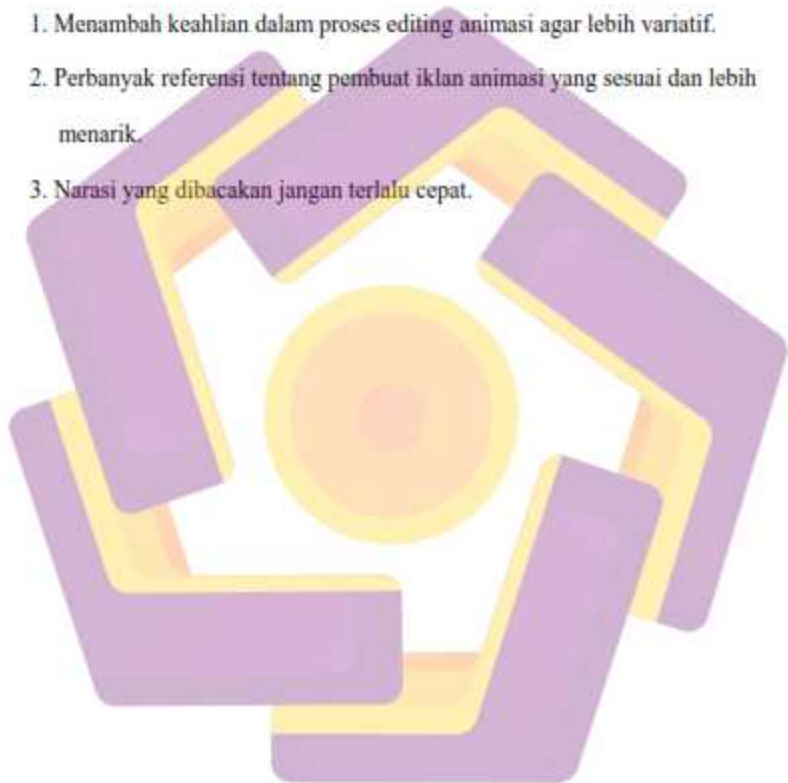 1. Menambah keahlian dalam proses editing animasi agar lebih variatif.
2. Perbanyak referensi tentang pembuat iklan animasi yang sesuai dan lebih
menarik.
3. Narasi yang dibacakan jangan terlalu cepat.